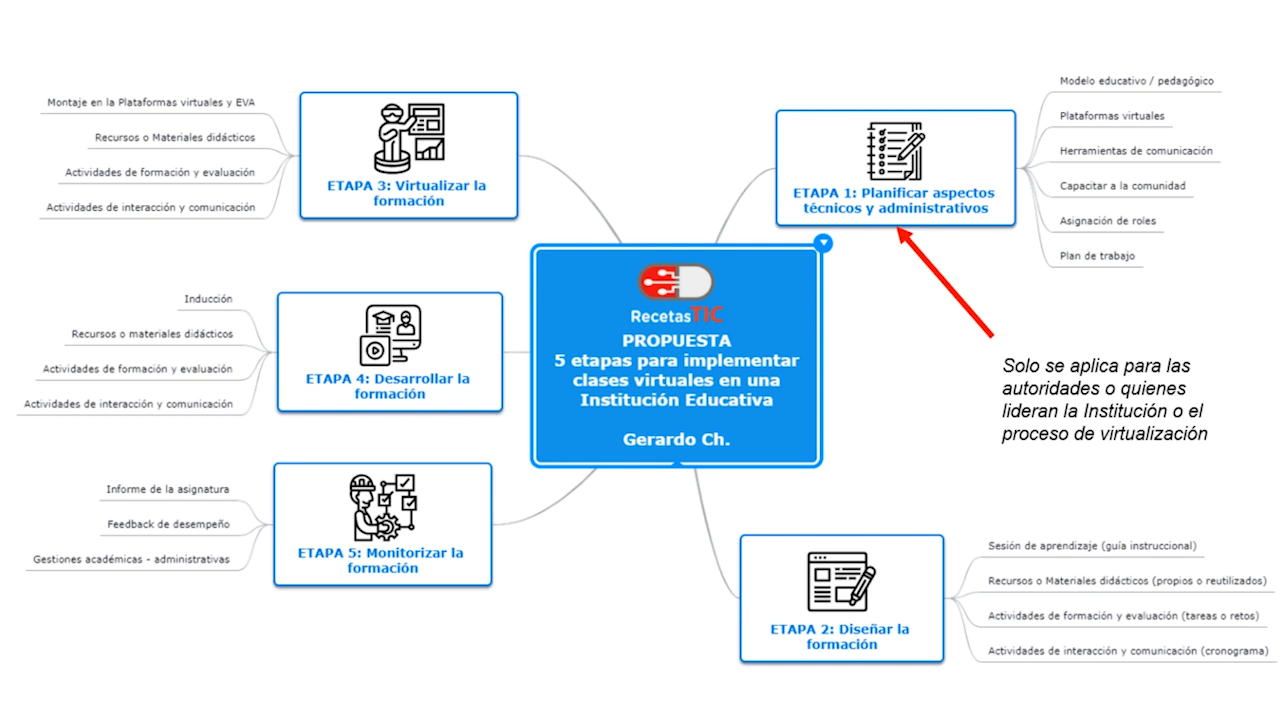 RecetasTIC
PROPUESTA
5 etapas para implementar
clases virtuales en una
Institución Educativa
Gerardo Ch.
ETAPA 1: Planificar aspectos
técnicos y administrativos
Modelo educativo / pedagógico
Plataformas virtuales
Herramientas de comunicación
Capacitar a la comunidad
Asignación de roles
Plan de trabajo
Solo se aplica para las
autoridades o quienes
lideran la Institución o el
proceso de virtualización
ETAPA 2: Diseñar la
formación
Sesión de aprendizaje (guía instruccional)
Recursos o Materiales didácticos (propios o reutilizados)
Actividades de formación y evaluación (tareas o retos)
Actividades de interacción y comunicación (cronograma)
ETAPA 3: Virtualizar la
formación
Montaje en la Plataformas virtuales y EVA
Recursos o Materiales didácticos
Actividades de formación y evaluación
Actividades de interacción y comunicación
ETAPA 4: Desarrollar la
formación
Inducción
Recursos o materiales didácticos
Actividades de formación y evaluación
Actividades de interacción y comunicación
ETAPA 5: Monitorizar la
formación
Informe de la asignatura
Feedback de desempeño
Gestiones académicas - administrativas